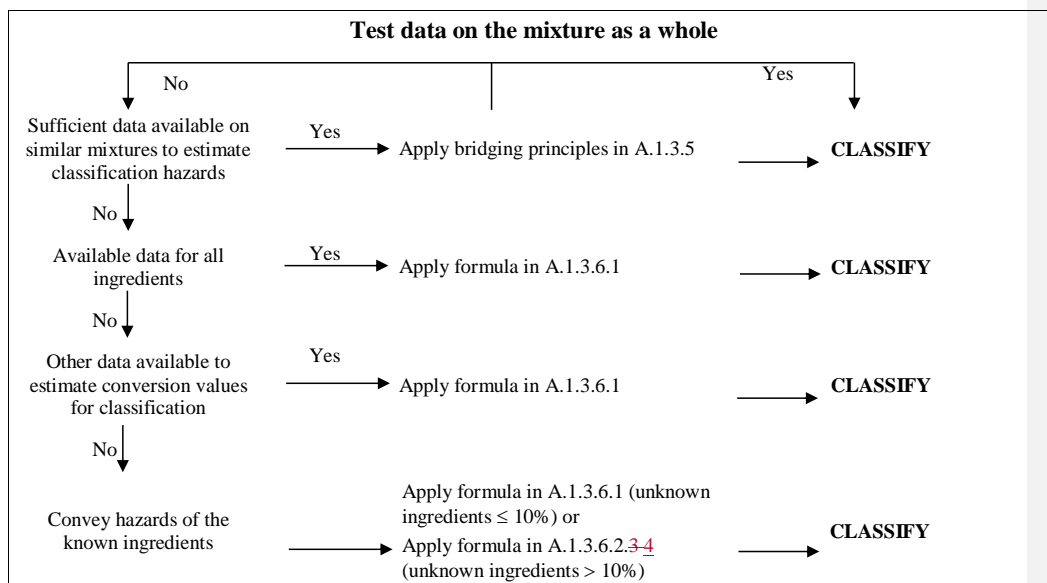 Test data on the mixture as a whole
No
Yes
Sufficient data available on
similar mixtures to estimate
classification hazards
Yes
Apply bridging principles in A.1.3.5
CLASSIFY
No
Available data for all
ingredients
Yes
Apply formula in A.1.3.6.1
CLASSIFY
No
Other data available to
estimate conversion values
for classification
Yes
Apply formula in A.1.3.6.1
CLASSIFY
No
Convey hazards of the
known ingredients
Apply formula in A.1.3.6.1 (unknown
ingredients ≤ 10%) or
Apply formula in A.1.3.6.2.3 4
(unknown ingredients > 10%)
CLASSIFY